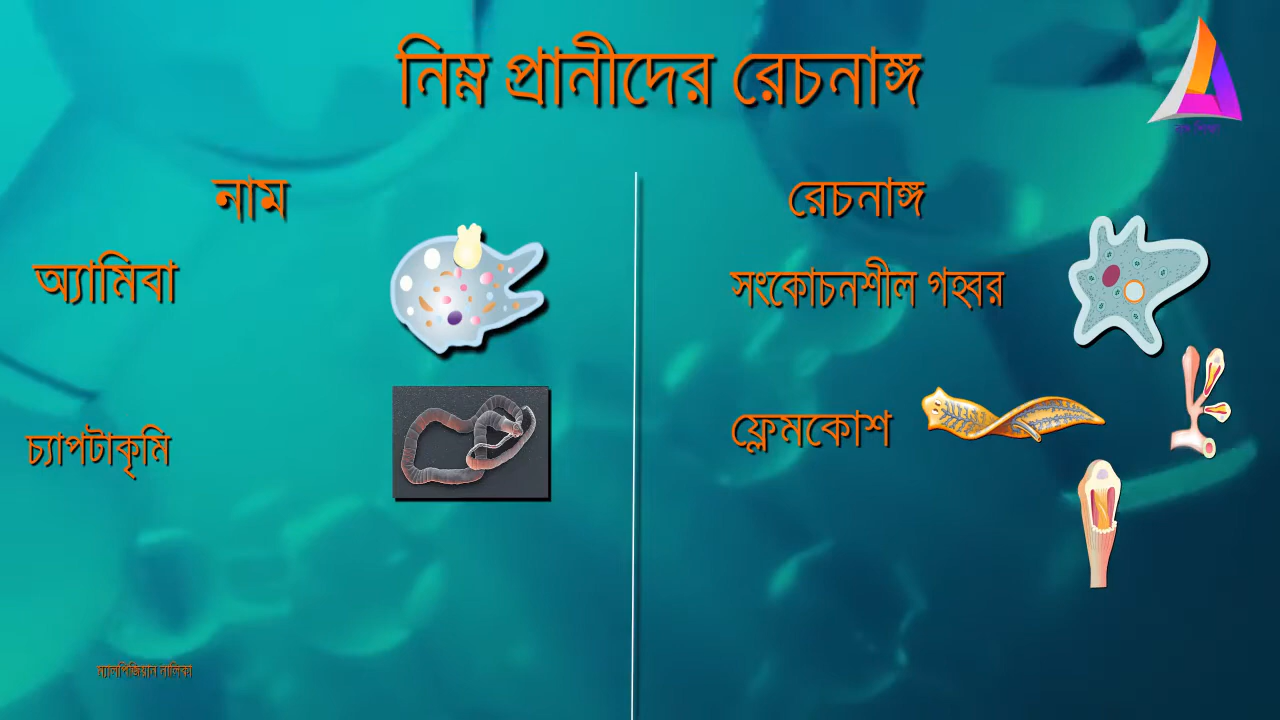 নিম্ন প্রানীদের রেচনাঙ্গ
নাম
রেচনাঙ্গ
অ্যামিবা
সংকোচনশীল গহ্বর
চ্যাপটাকৃমি
ফ্লেমকোশ
ম্যালপিজিয়ান নালিকা